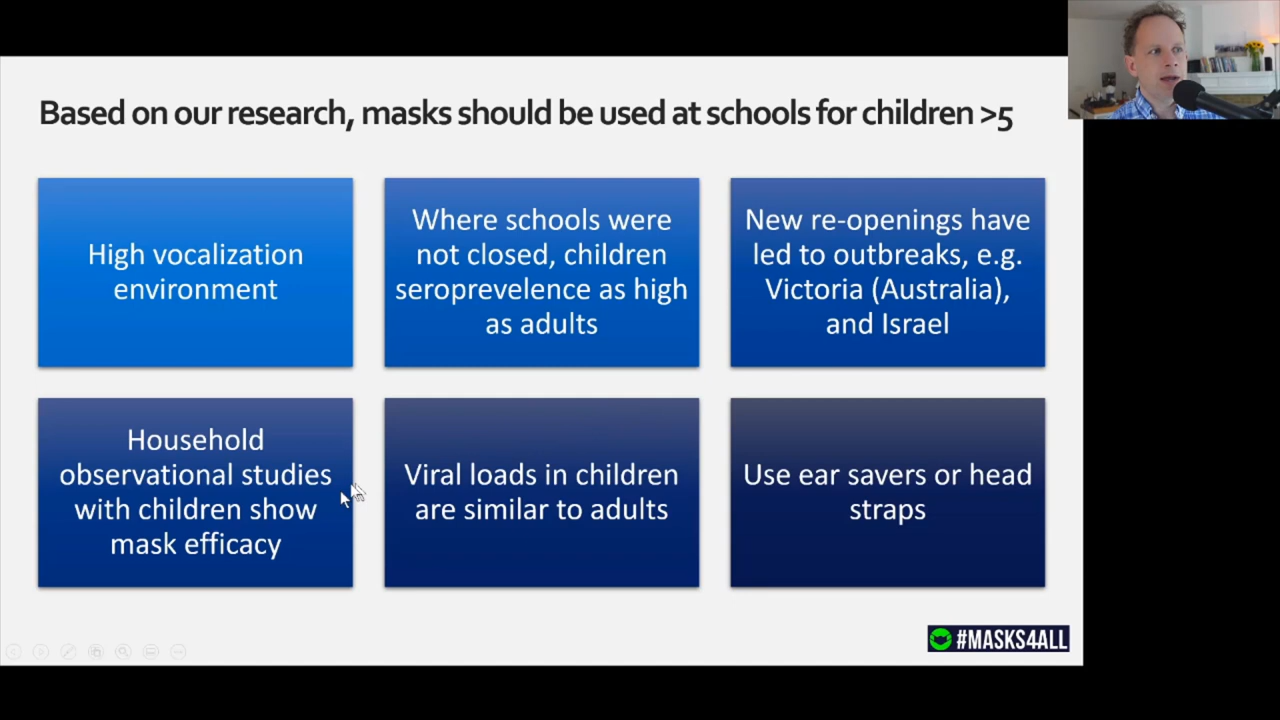 Based on our research, masks should be used at schools for children >5
High vocalization
environment
Where schools were
not closed, children
seroprevelence as high
as adults
New re-openings have
led to outbreaks, e.g.
Victoria (Australia),
and Israel
Household
observational studies
with children show
mask efficacy
Viral loads in children
are similar to adults
Use ear savers or head
straps
#MASKS4ALL